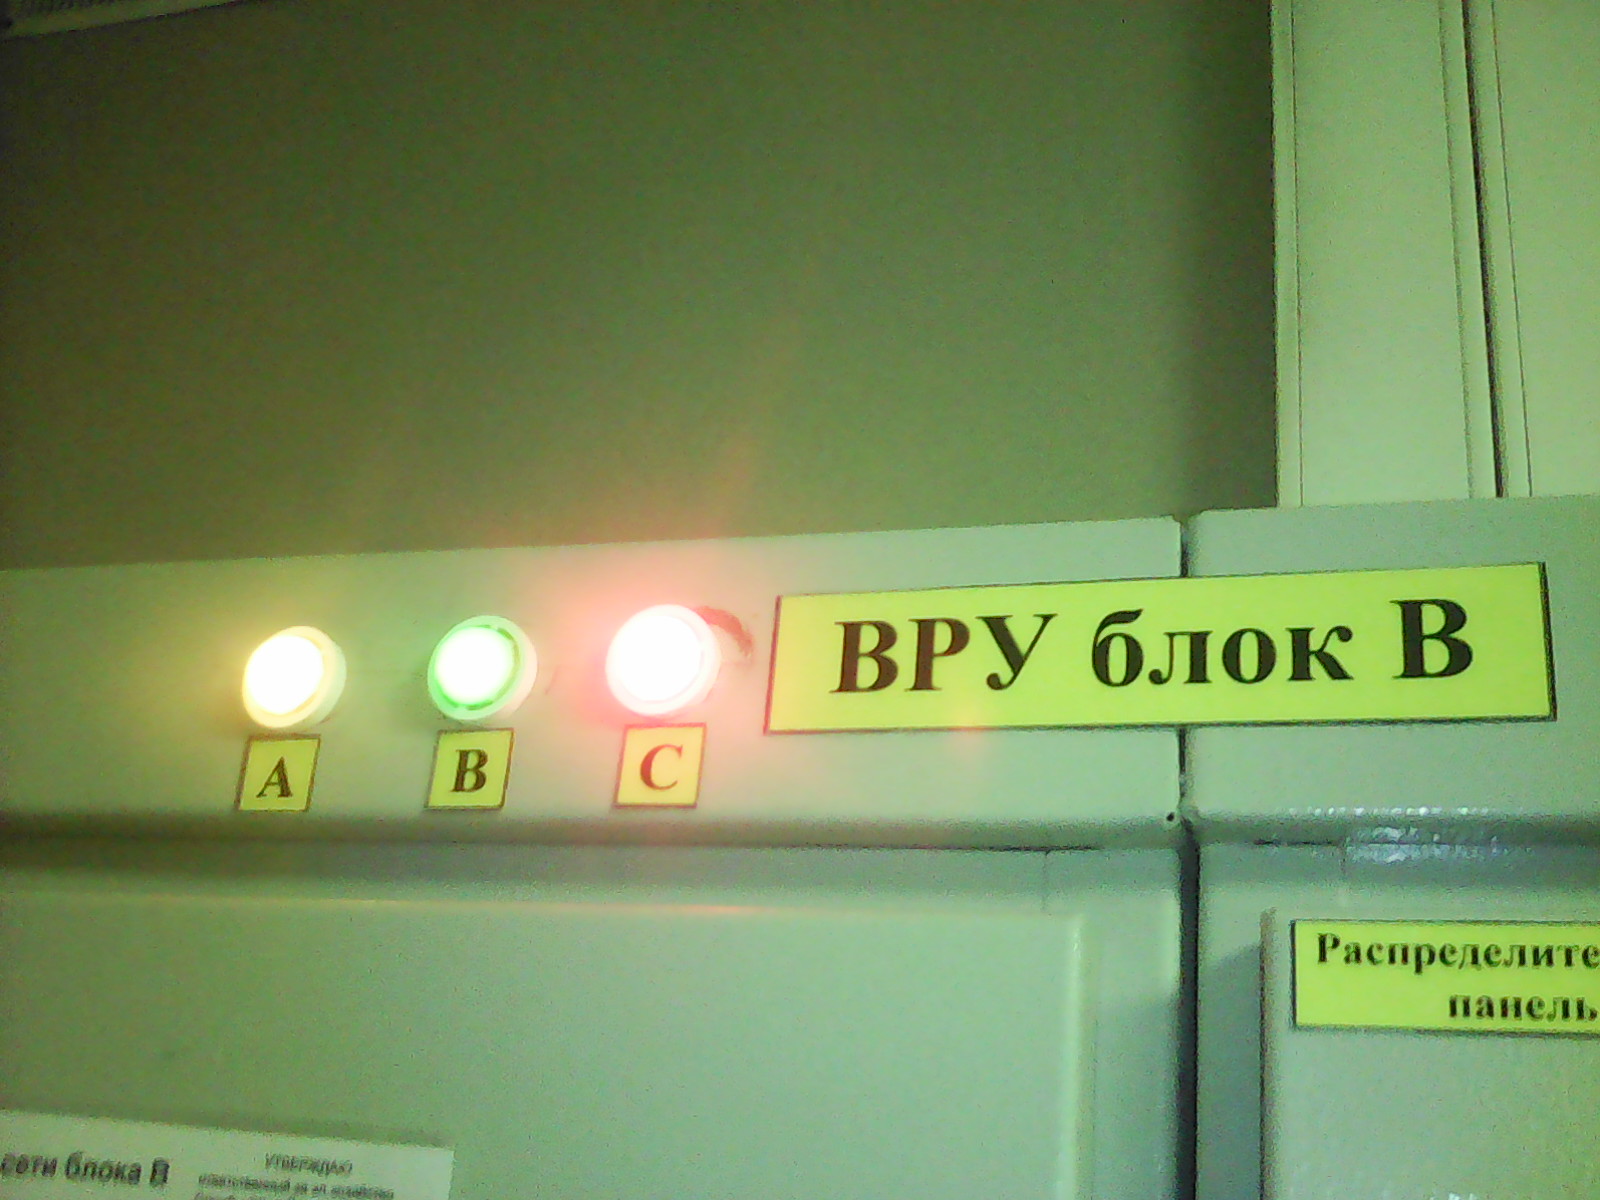 A
B
C
ВРУ блок В
Распределите
панель
сети блока В
УТВЕРЖДАЮ